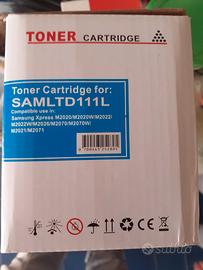 TONER
CARTRIDGE
Toner Cartridge for:
SAMLTD111L
Compatible use in:
Samsung Xpress M2020/M2020W/M2022/
M2022W/M2026/M2070/M2070W/
M2021/M2071
subito